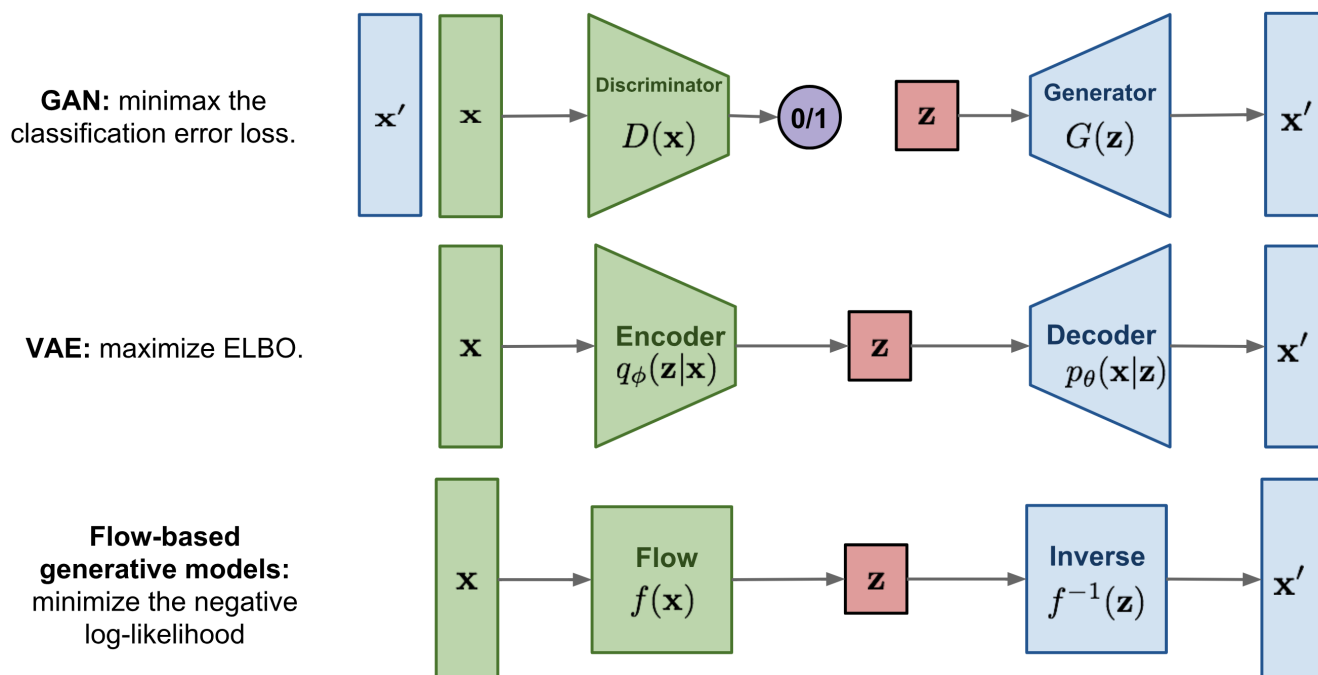 GAN: minimax the
classification error loss.
x′
x
Discriminator
D(x)
0/1
z
Generator
G(z)
x′
VAE: maximize ELBO.
x
Encoder
qϕ(z|x)
z
Decoder
pθ(x|z)
x′
Flow-based
generative models:
minimize the negative
log-likelihood
x
Flow
f(x)
z
Inverse
f⁻¹(z)
x′